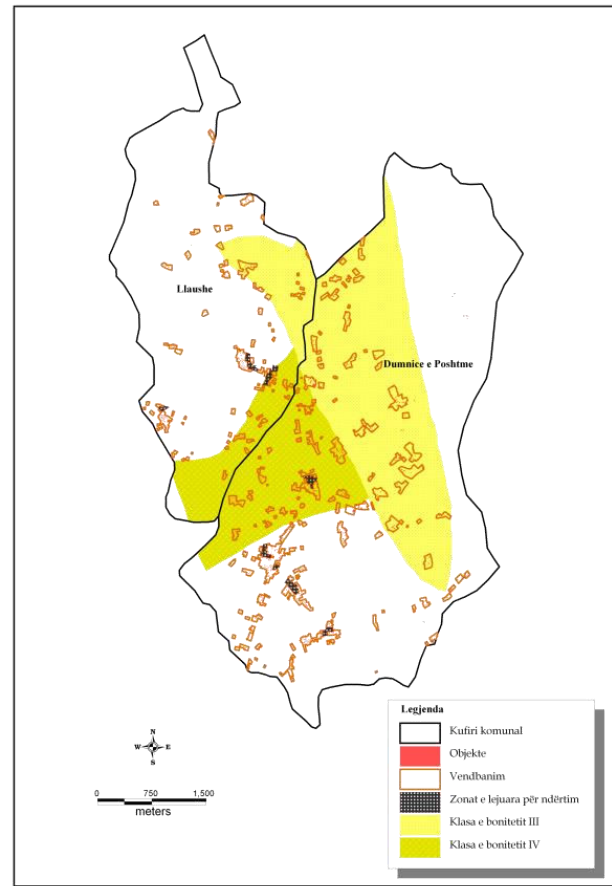 Llaushe
Dumnice e Poshtme
N
W E
S
0 750 1,500
meters
Legjenda
Kufiri komunal
Objekte
Vendbanim
Zonat e lejuara për ndërtim
Klasa e bonitetit III
Klasa e bonitetit IV